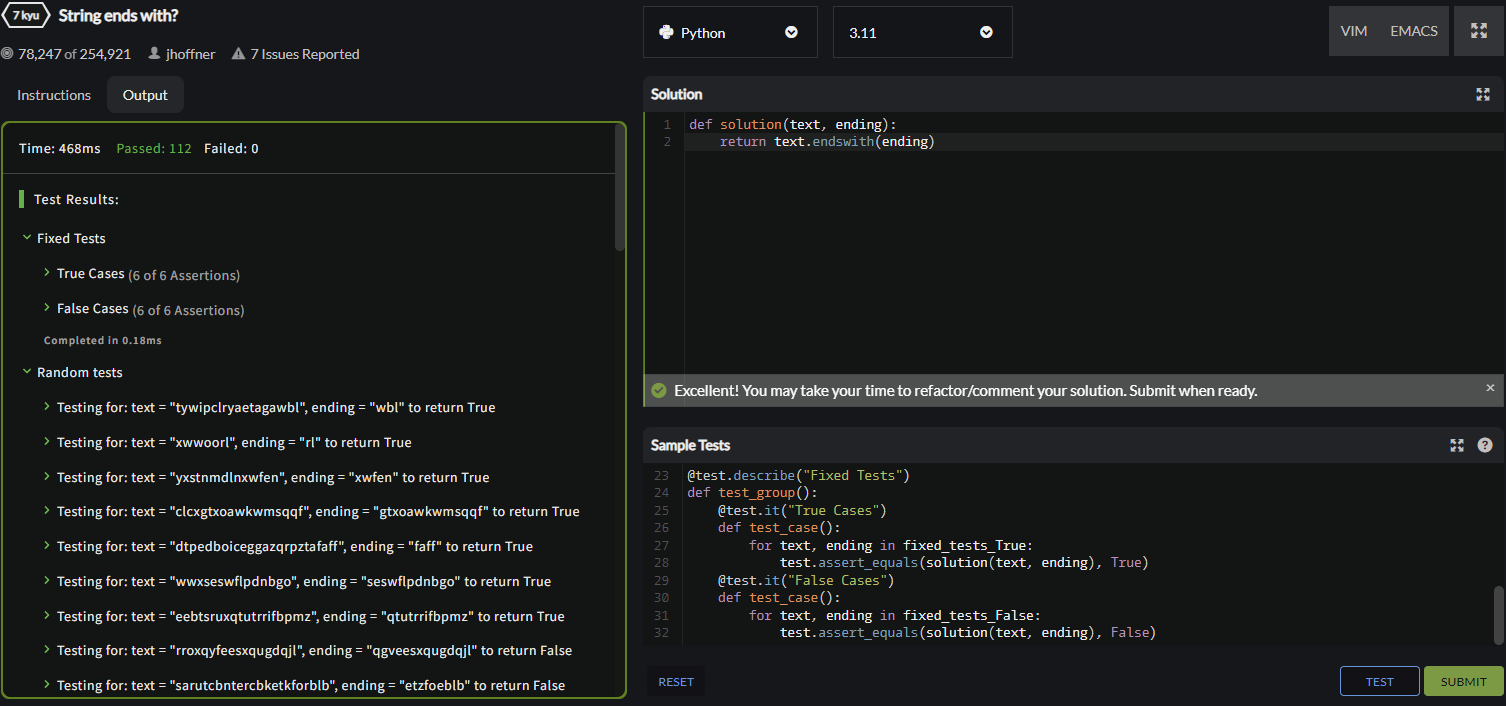 7 kyu String ends with?
78,247 of 254,921 jhoffner 7 Issues Reported
Instructions Output
Time: 468ms Passed: 112 Failed: 0
Test Results:
Fixed Tests
True Cases (6 of 6 Assertions)
False Cases (6 of 6 Assertions)
Completed in 0.18ms
Random tests
Testing for: text = "tywipclryaetagawbl", ending = "wbl" to return True
Testing for: text = "xwwoorl", ending = "rl" to return True
Testing for: text = "yxstnmdlnxwfen", ending = "xwfen" to return True
Testing for: text = "clcxgtxoawkwmsqqf", ending = "gtxoawkwmsqqf" to return True
Testing for: text = "dtpedboiceggazqrpztafaff", ending = "faff" to return True
Testing for: text = "wwxseswflpdnbgo", ending = "seswflpdnbgo" to return True
Testing for: text = "eebtsruxqtutrrifbpmz", ending = "qtutrrifbpmz" to return True
Testing for: text = "rroxqyfeesxqugdqjl", ending = "qgveesxqugdqjl" to return False
Testing for: text = "sarutcbntercbketkforblb", ending = "etzfoeblb" to return False
Python 3.11 VIM EMACS
Solution
1 def solution(text, ending):
2     return text.endswith(ending)
Excellent! You may take your time to refactor/comment your solution. Submit when ready. ×
Sample Tests ?
23 @test.describe("Fixed Tests")
24 def test_group():
25     @test.it("True Cases")
26     def test_case():
27         for text, ending in fixed_tests_True:
28             test.assert_equals(solution(text, ending), True)
29     @test.it("False Cases")
30     def test_case():
31         for text, ending in fixed_tests_False:
32             test.assert_equals(solution(text, ending), False)
RESET TEST SUBMIT